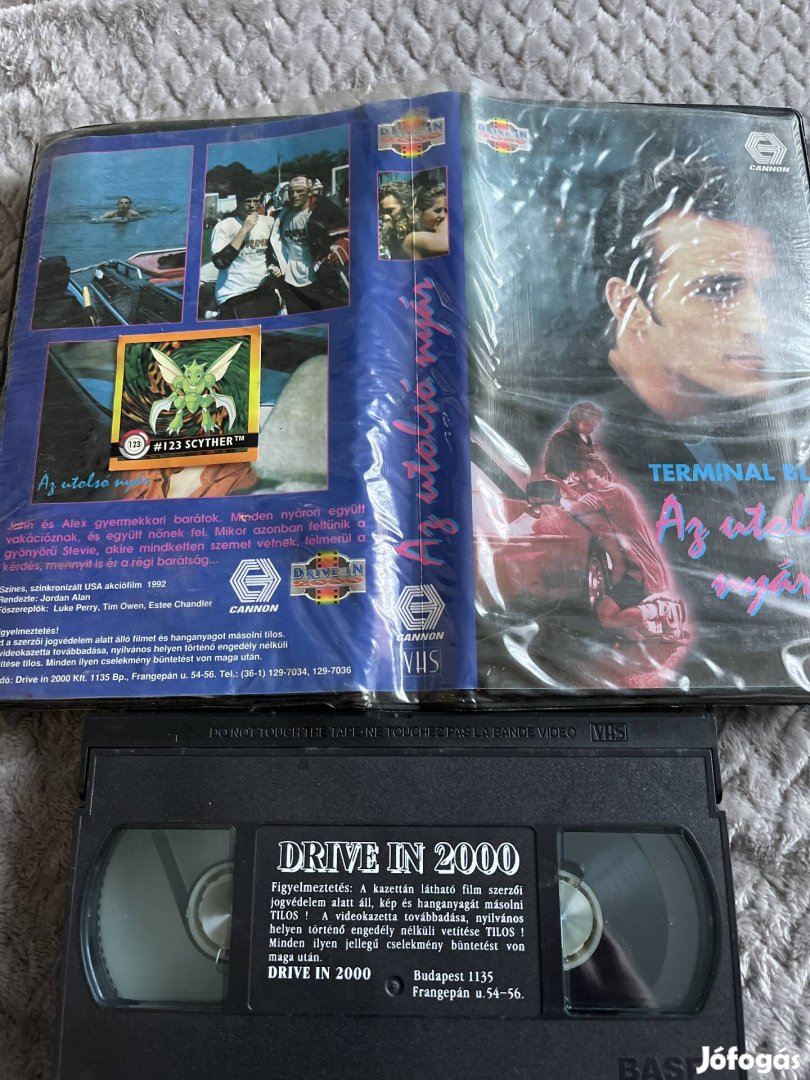 DRIVE IN
DRIVE IN
CANNON
123
#123 SCYTHER™
Az utolsó nyár
John és Alex gyermekkori barátok. Minden nyáron együtt
vakációznak, és együtt nőnek fel. Mikor azonban feltűnik a
gyönyörű Stevie, akire mindketten szemet vetnek, felmerül a
kérdés, mennyit is ér a régi barátság...
Színes, szinkronizált USA akciófilm 1992
Rendezte: Jordan Alan
Főszereplők: Luke Perry, Tim Owen, Estee Chandler
CANNON
DRIVE IN
a szerzői jogvédelem alatt álló filmet és hanganyagot másolni tilos.
videokazetta továbbadása, nyilvános helyen történő engedély nélküli
vetítése tilos. Minden ilyen cselekmény büntetést von maga után.
Drive in 2000 Kft. 1135 Bp., Frangepán u. 54-56. Tel.: (36-1) 129-7034, 129-7036
Az utolsó nyár
CANNON
VHS
TERMINAL
Az
DO NOT TOUCH THE TAPE-NE TOUCHEZ PAS LA BANDE VIDEO VHS
DRIVE IN 2000
Figyelmeztetés: A kazettán látható film szerzői
jogvédelem alatt áll, kép és hanganyagát másolni
TILOS ! A videokazetta továbbadása, nyilvános
helyen történő engedély nélküli vetítése TILOS !
Minden ilyen jellegű cselekmény büntetést von
maga után.
DRIVE IN 2000 Budapest 1135
Frangepán u.54-56.
BASF
Jófogás